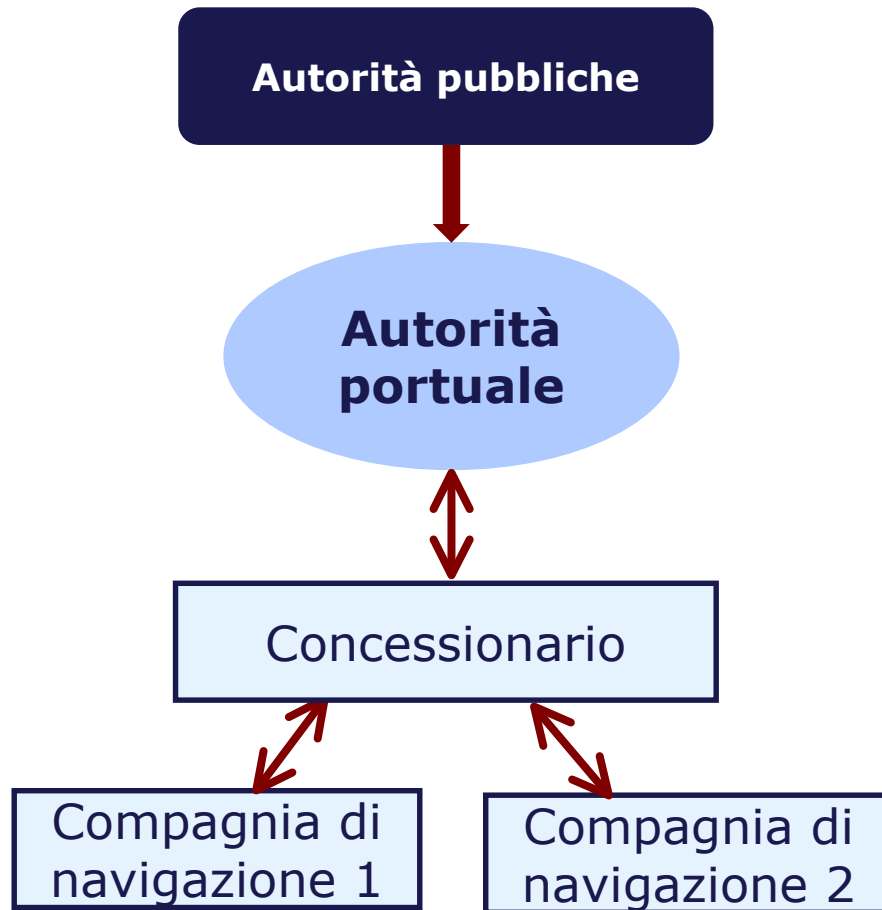 Autorità pubbliche
Autorità
portuale
Concessionario
Compagnia di
navigazione 1
Compagnia di
navigazione 2